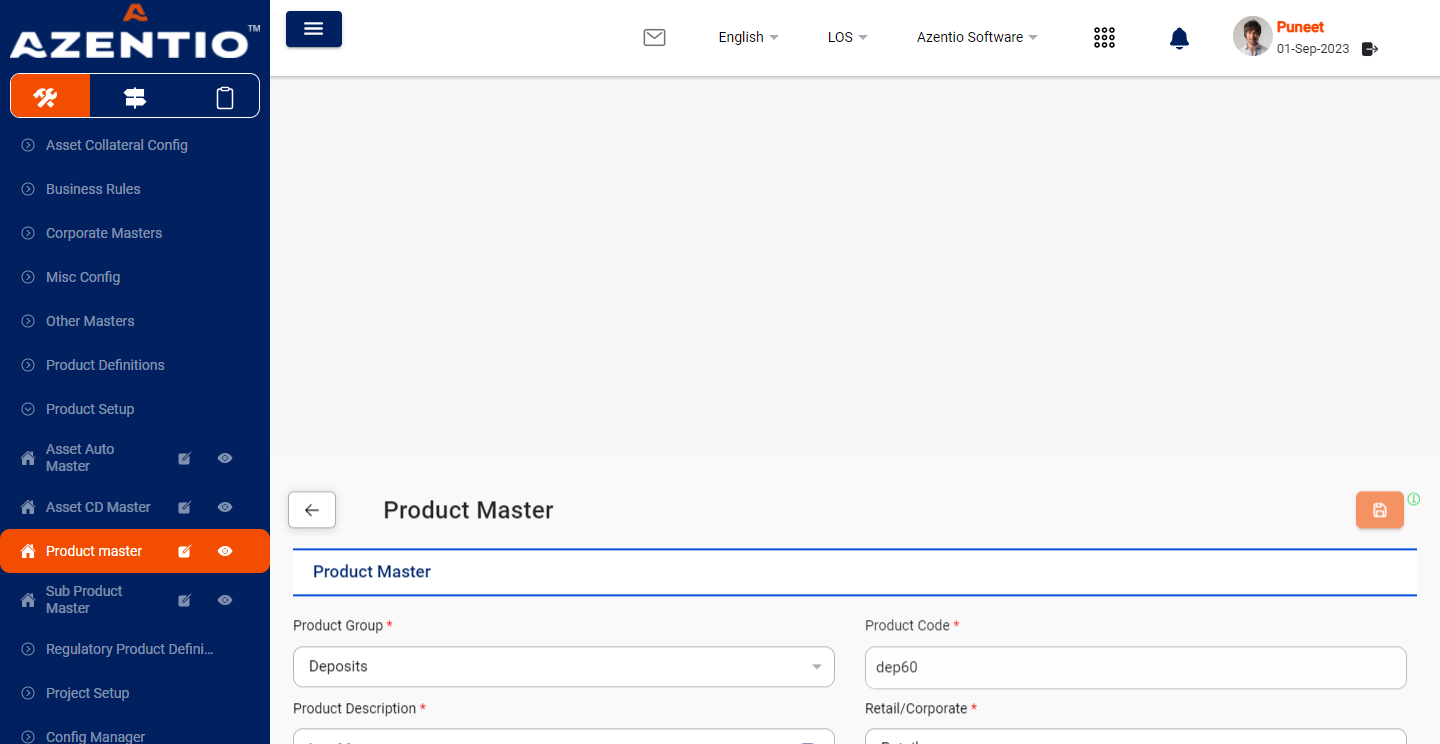 AZENTIO™
English
LOS
Azentio Software
Puneet
01-Sep-2023
Asset Collateral Config
Business Rules
Corporate Masters
Misc Config
Other Masters
Product Definitions
Product Setup
Asset Auto
Master
Asset CD Master
Product master
Sub Product
Master
Regulatory Product Defini...
Project Setup
Config Manager
Product Master
Product Master
Product Group *
Product Code *
Deposits
dep60
Product Description *
Retail/Corporate *
Retail